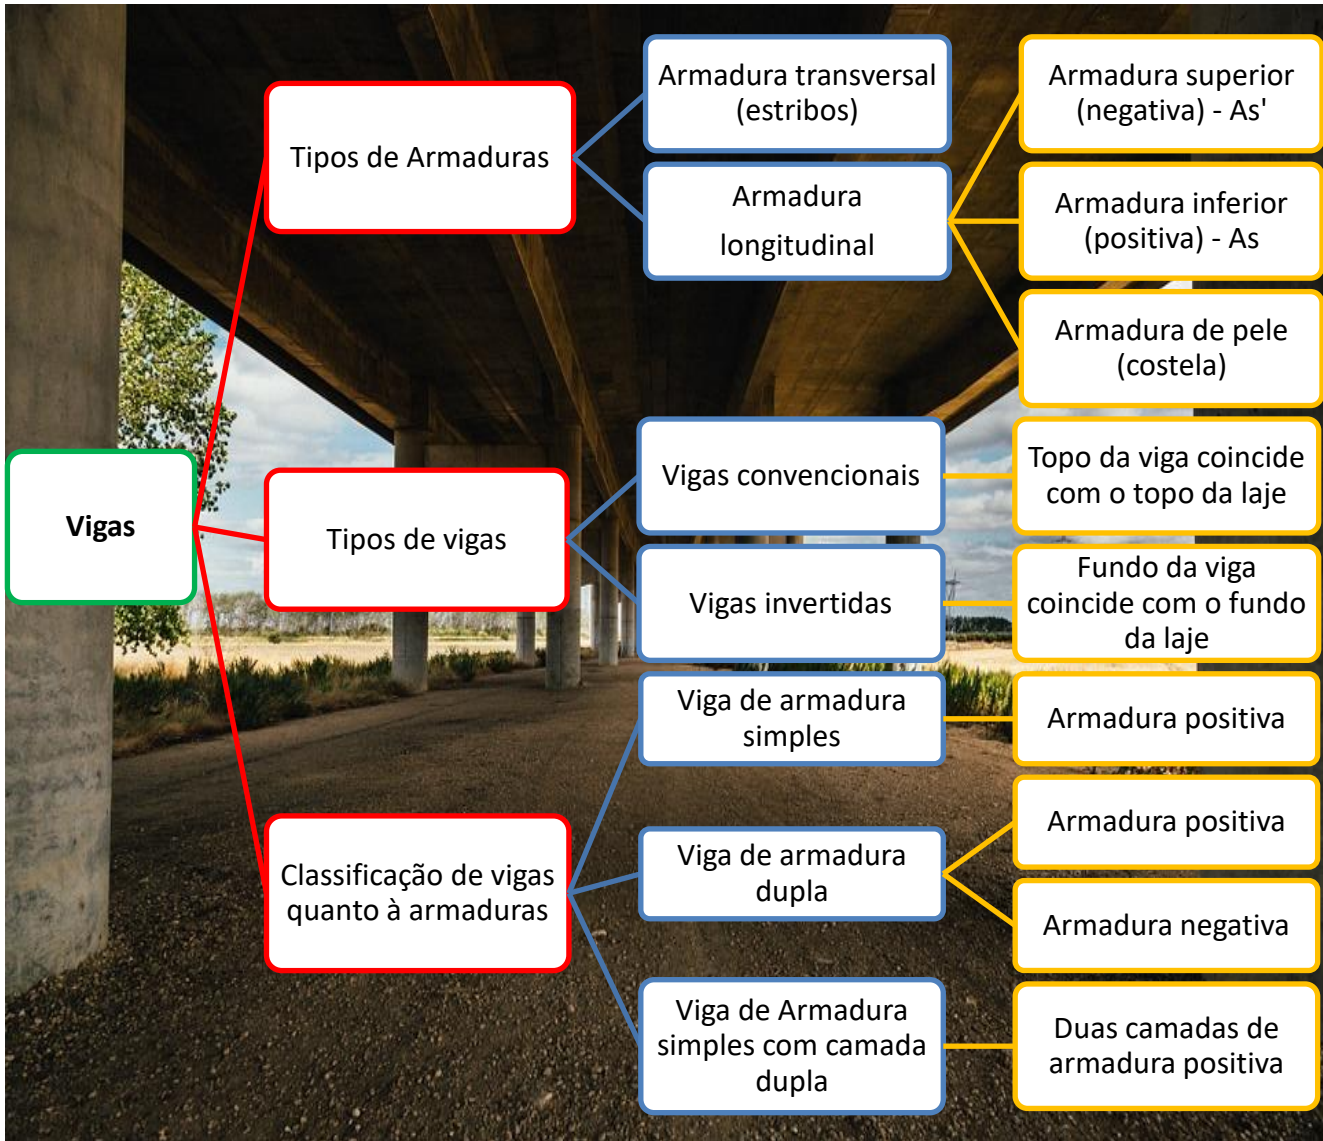 Vigas
Tipos de Armaduras
Armadura transversal
(estribos)
Armadura
longitudinal
Armadura superior
(negativa) - As'
Armadura inferior
(positiva) - As
Armadura de pele
(costela)
Tipos de vigas
Vigas convencionais
Topo da viga coincide
com o topo da laje
Vigas invertidas
Fundo da viga
coincide com o fundo
da laje
Classificação de vigas
quanto à armaduras
Viga de armadura
simples
Armadura positiva
Viga de armadura
dupla
Armadura positiva
Armadura negativa
Viga de Armadura
simples com camada
dupla
Duas camadas de
armadura positiva